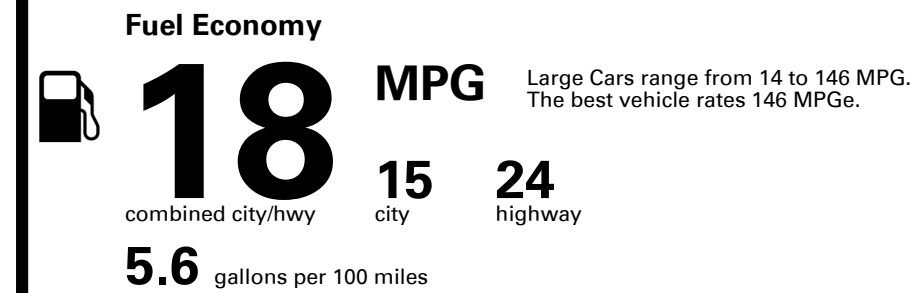 Fuel Economy
18 MPG
Large Cars range from 14 to 146 MPG.
The best vehicle rates 146 MPGe.
combined city/hwy
15
city
24
highway
5.6 gallons per 100 miles